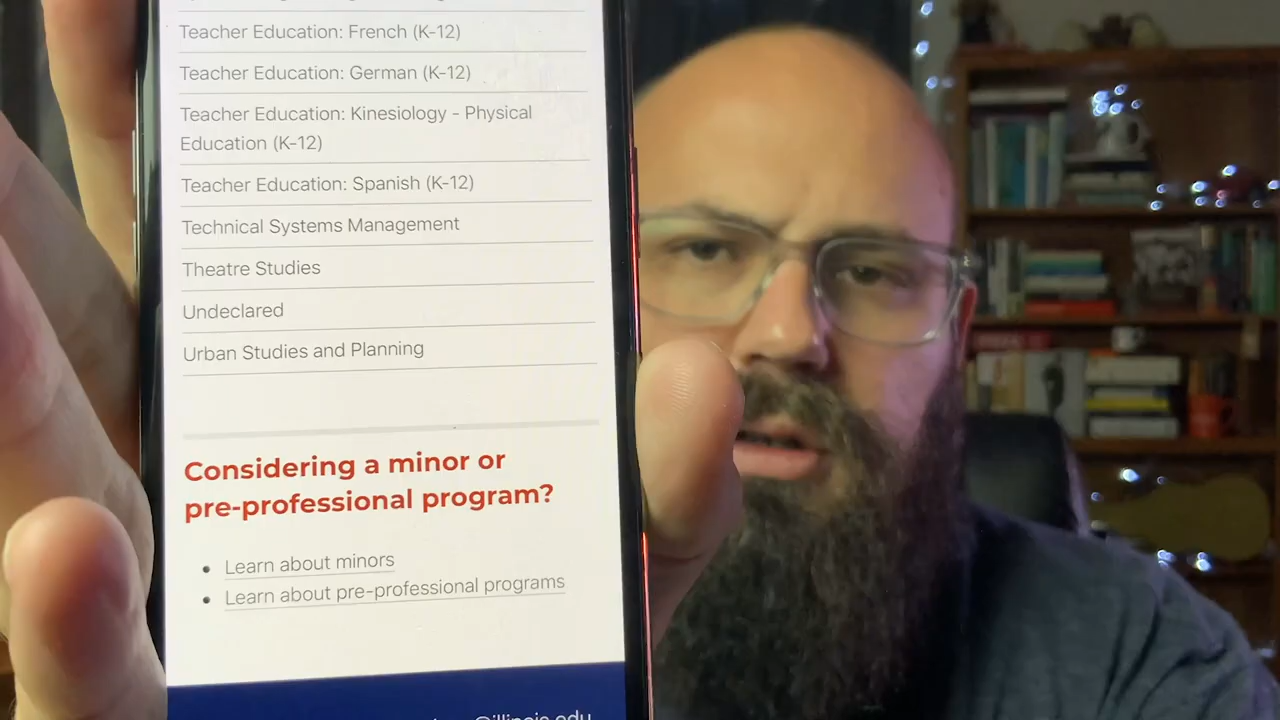 Teacher Education: French (K-12)
Teacher Education: German (K-12)
Teacher Education: Kinesiology - Physical
Education (K-12)
Teacher Education: Spanish (K-12)
Technical Systems Management
Theatre Studies
Undeclared
Urban Studies and Planning
Considering a minor or
pre-professional program?
• Learn about minors
• Learn about pre-professional programs
@illinois.edu